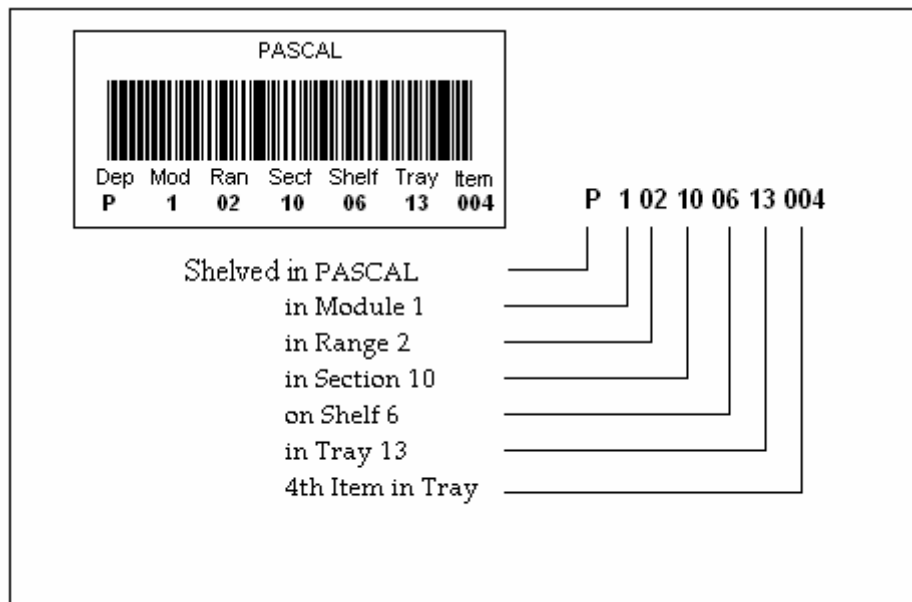 PASCAL
Dep Mod Ran Sect Shelf Tray Item
P 1 02 10 06 13 004
P 1 02 10 06 13 004
Shelved in PASCAL
in Module 1
in Range 2
in Section 10
on Shelf 6
in Tray 13
4th Item in Tray